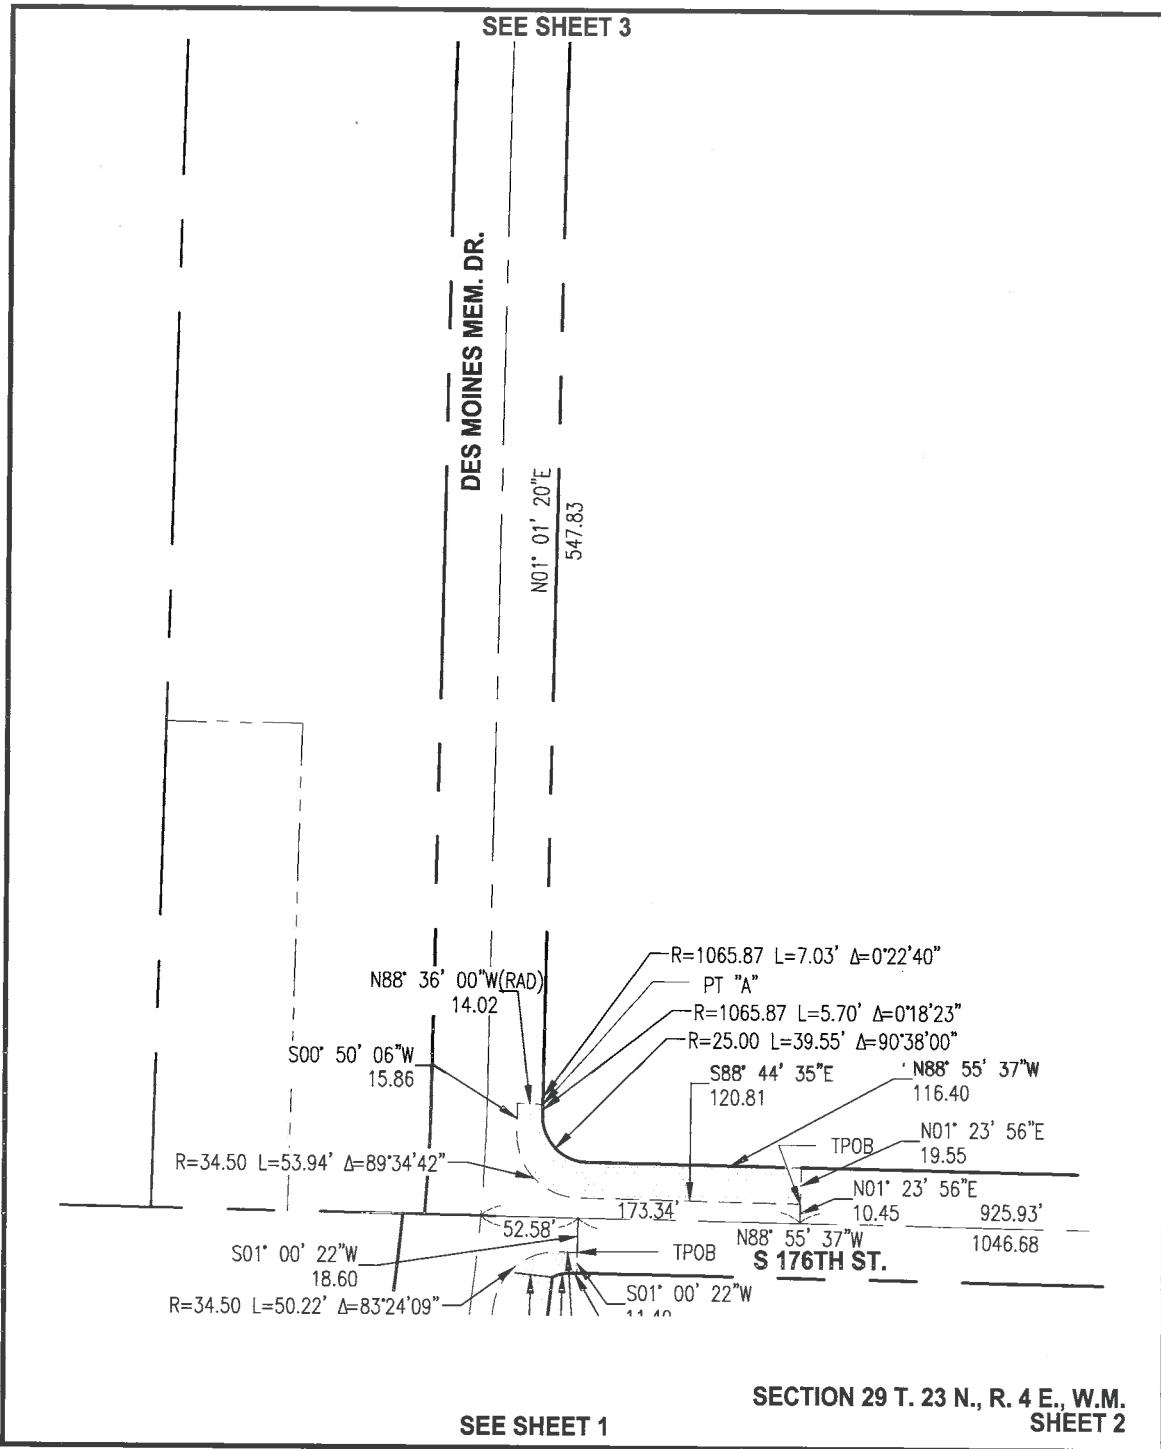 SEE SHEET 3
DES MOINES MEM. DR.
N01° 01' 20"E
547.83
R=1065.87 L=7.03' Δ=0°22'40"
PT "A"
R=1065.87 L=5.70' Δ=0°18'23"
R=25.00 L=39.55' Δ=90°38'00"
N88° 36' 00"W(RAD)
14.02
S00° 50' 06"W
15.86
S88° 44' 35"E
120.81
N88° 55' 37"W
116.40
TPOB
N01° 23' 56"E
19.55
R=34.50 L=53.94' Δ=89°34'42"
N01° 23' 56"E
10.45
173.34'
925.93'
52.58'
N88° 55' 37"W
1046.68
S 176TH ST.
S01° 00' 22"W
18.60
TPOB
R=34.50 L=50.22' Δ=83°24'09"
S01° 00' 22"W
SECTION 29 T. 23 N., R. 4 E., W.M.
SHEET 2
SEE SHEET 1